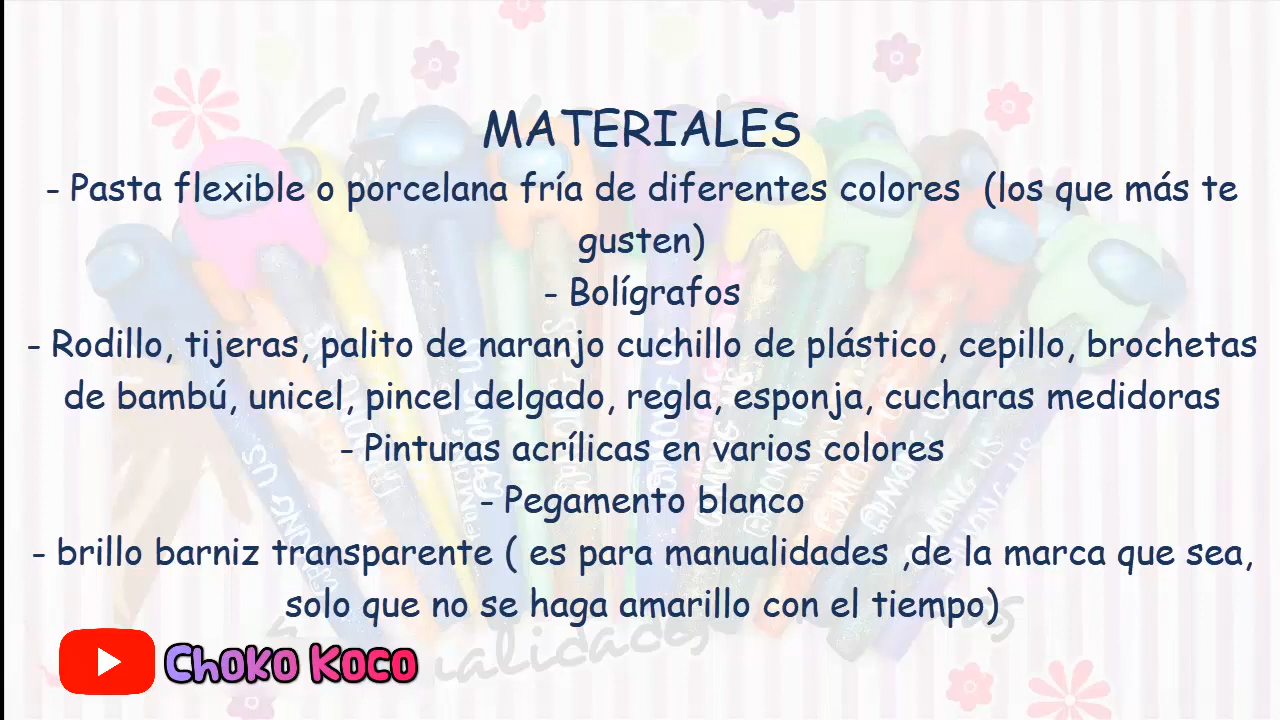 MATERIALES
- Pasta flexible o porcelana fría de diferentes colores (los que más te
gusten)
- Bolígrafos
- Rodillo, tijeras, palito de naranjo cuchillo de plástico, cepillo, brochetas
de bambú, unicel, pincel delgado, regla, esponja, cucharas medidoras
- Pinturas acrílicas en varios colores
- Pegamento blanco
- brillo barniz transparente ( es para manualidades ,de la marca que sea,
solo que no se haga amarillo con el tiempo)
Choko Koco